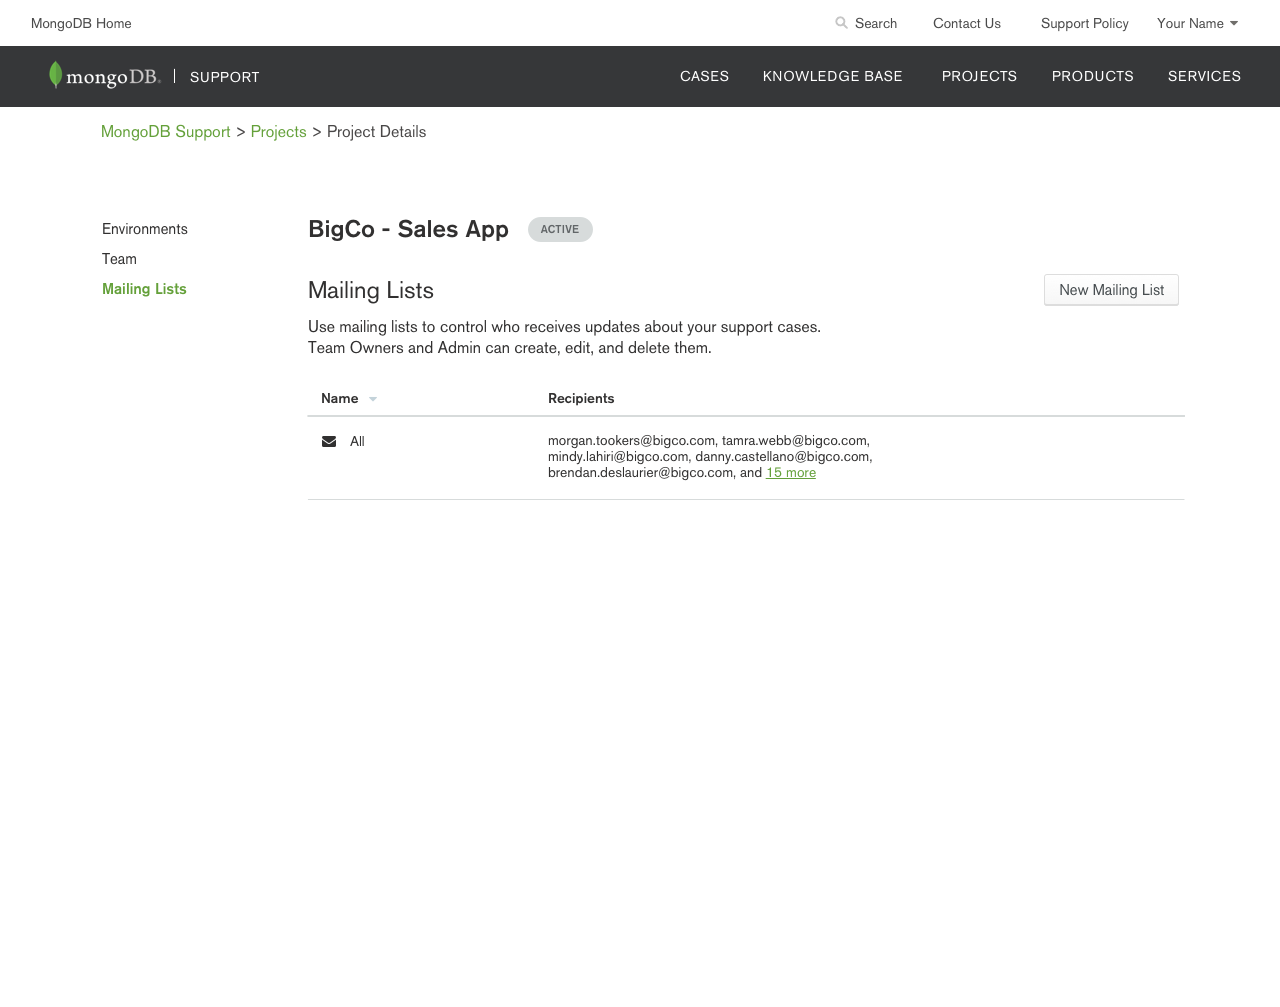 MongoDB Home
Search
Contact Us
Support Policy
Your Name
mongoDB. SUPPORT
CASES
KNOWLEDGE BASE
PROJECTS
PRODUCTS
SERVICES
MongoDB Support > Projects > Project Details
Environments
Team
Mailing Lists
BigCo - Sales App
ACTIVE
Mailing Lists
New Mailing List
Use mailing lists to control who receives updates about your support cases.
Team Owners and Admin can create, edit, and delete them.
Name
Recipients
All
morgan.tookers@bigco.com, tamra.webb@bigco.com,
mindy.lahiri@bigco.com, danny.castellano@bigco.com,
brendan.deslaurier@bigco.com, and 15 more